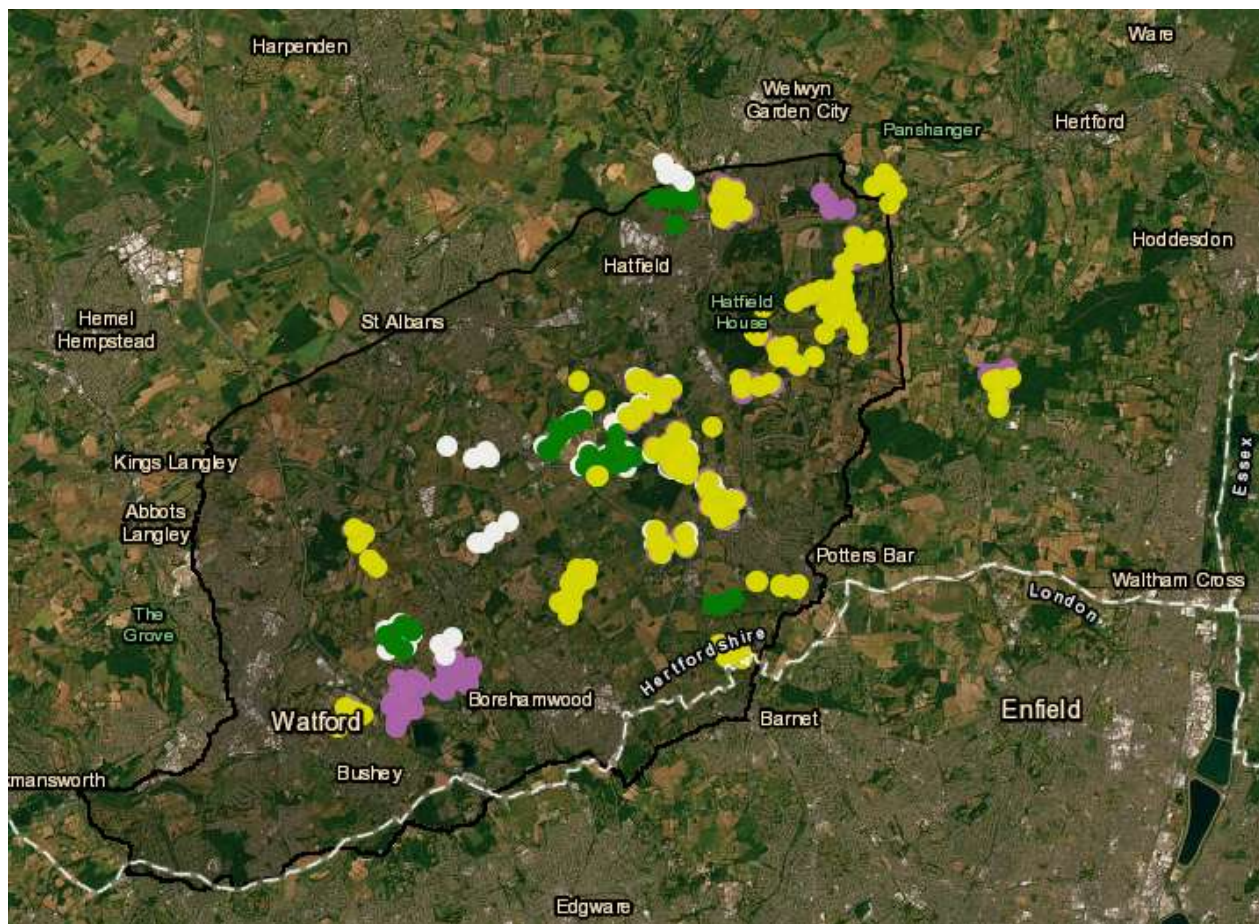 Harpenden
Ware
Welwyn
Garden City
Panshanger
Hertford
Hoddesdon
Hatfield
Hatfield
House
Hemel
Hempstead
St Albans
Kings Langley
Abbots
Langley
Essex
Potters Bar
Waltham Cross
London
The
Grove
Hertfordshire
Borehamwood
Watford
Barnet
Enfield
Bushey
kmansworth
Edgware